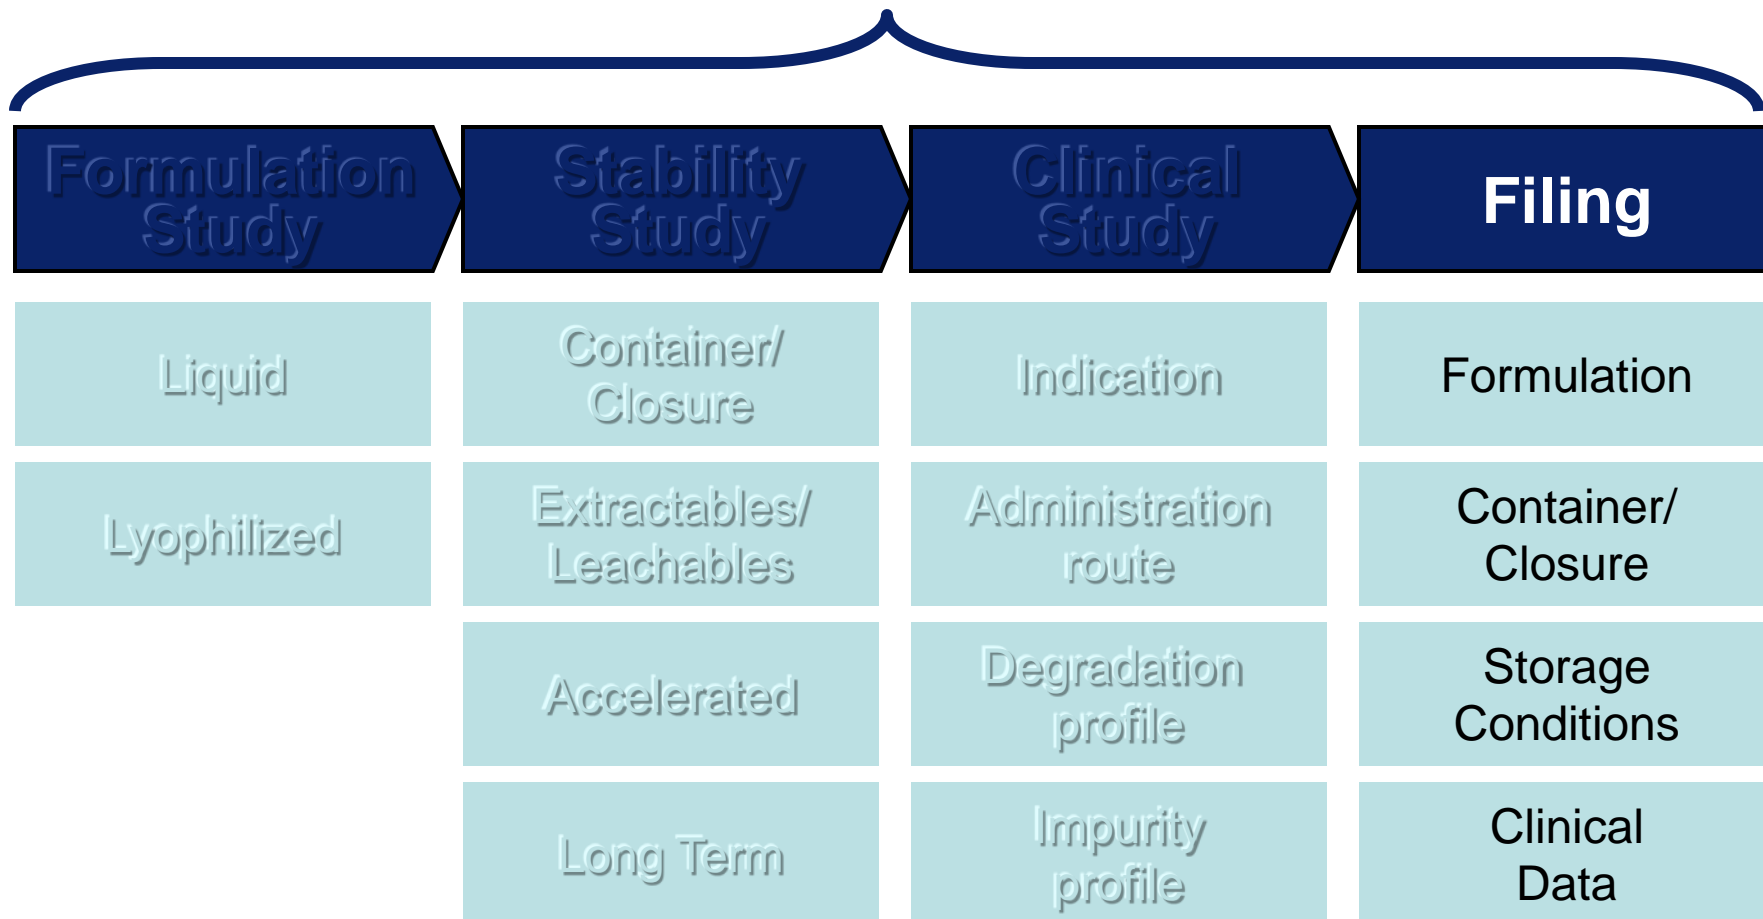 Formulation
Study
Stability
Study
Clinical
Study
Filing
Liquid
Container/
Closure
Indication
Formulation
Lyophilized
Extractables/
Leachables
Administration
route
Container/
Closure
Accelerated
Degradation
profile
Storage
Conditions
Long Term
Impurity
profile
Clinical
Data